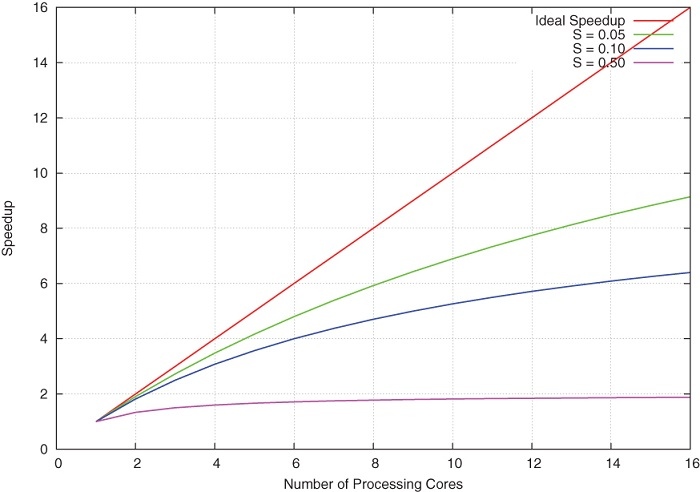 16
14
12
10
8
6
4
2
0
Speedup
Ideal Speedup
S = 0.05
S = 0.10
S = 0.50
0 2 4 6 8 10 12 14 16
Number of Processing Cores